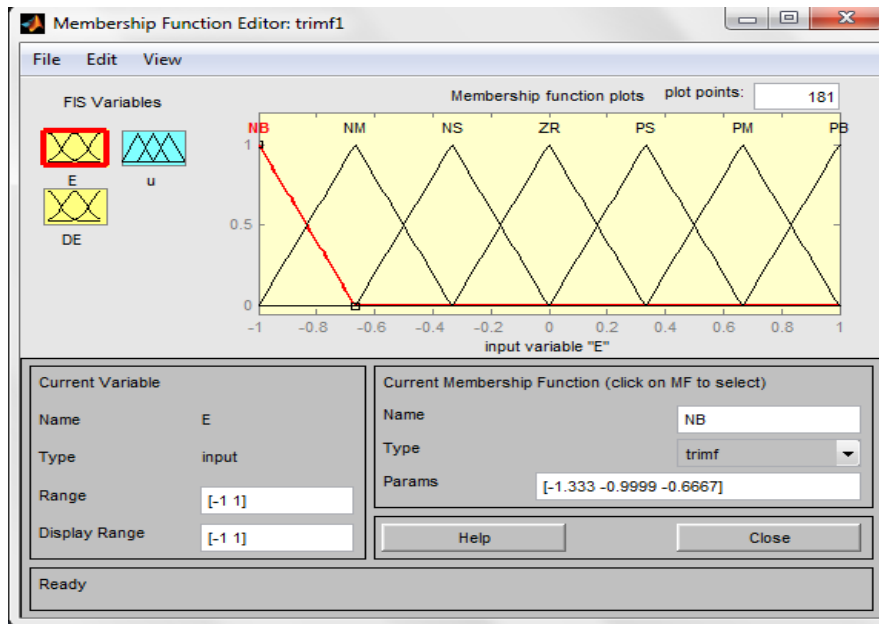 Membership Function Editor: trimf1
File Edit View
FIS Variables
Membership function plots plot points: 181
E
u
DE
NB NM NS ZR PS PM PB
1
0.5
0
-1 -0.8 -0.6 -0.4 -0.2 0 0.2 0.4 0.6 0.8 1
input variable "E"
Current Variable
Name E
Type input
Range [-1 1]
Display Range [-1 1]
Current Membership Function (click on MF to select)
Name NB
Type trimf
Params [-1.333 -0.9999 -0.6667]
Help Close
Ready